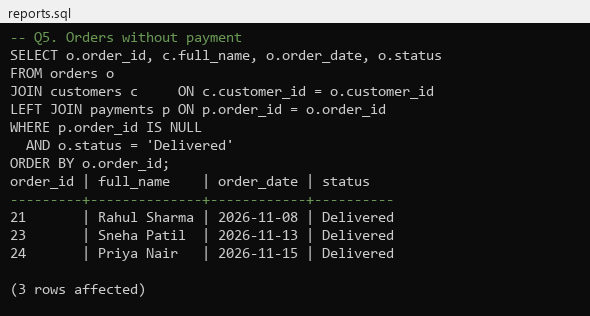 reports.sql
-- Q5. Orders without payment
SELECT o.order_id, c.full_name, o.order_date, o.status
FROM orders o
JOIN customers c     ON c.customer_id = o.customer_id
LEFT JOIN payments p ON p.order_id = o.order_id
WHERE p.order_id IS NULL
  AND o.status = 'Delivered'
ORDER BY o.order_id;
order_id | full_name    | order_date | status
---------+--------------+------------+----------
21       | Rahul Sharma | 2026-11-08 | Delivered
23       | Sneha Patil  | 2026-11-13 | Delivered
24       | Priya Nair   | 2026-11-15 | Delivered
(3 rows affected)